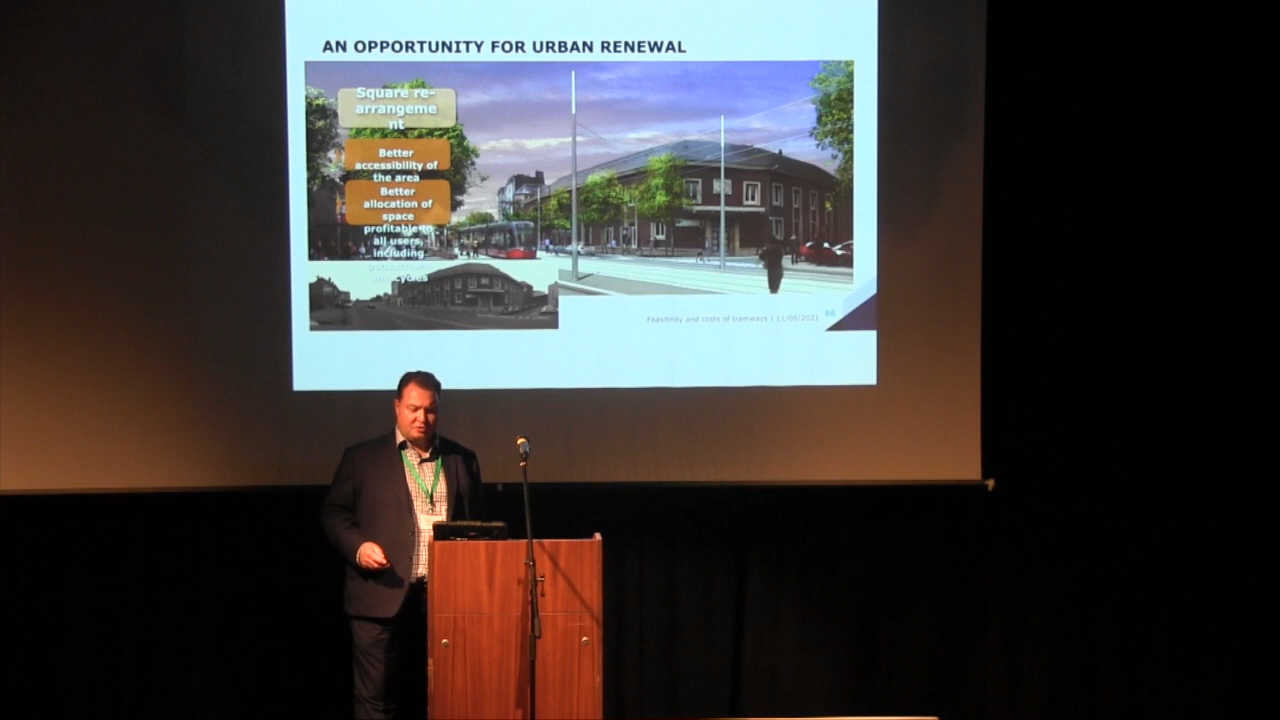 AN OPPORTUNITY FOR URBAN RENEWAL
Square re-
arrangeme
nt
Better
accessibility of
the area
Better
allocation of
space
profitable to
all users,
including
Feasibility and costs of tramways | 11/05/2021